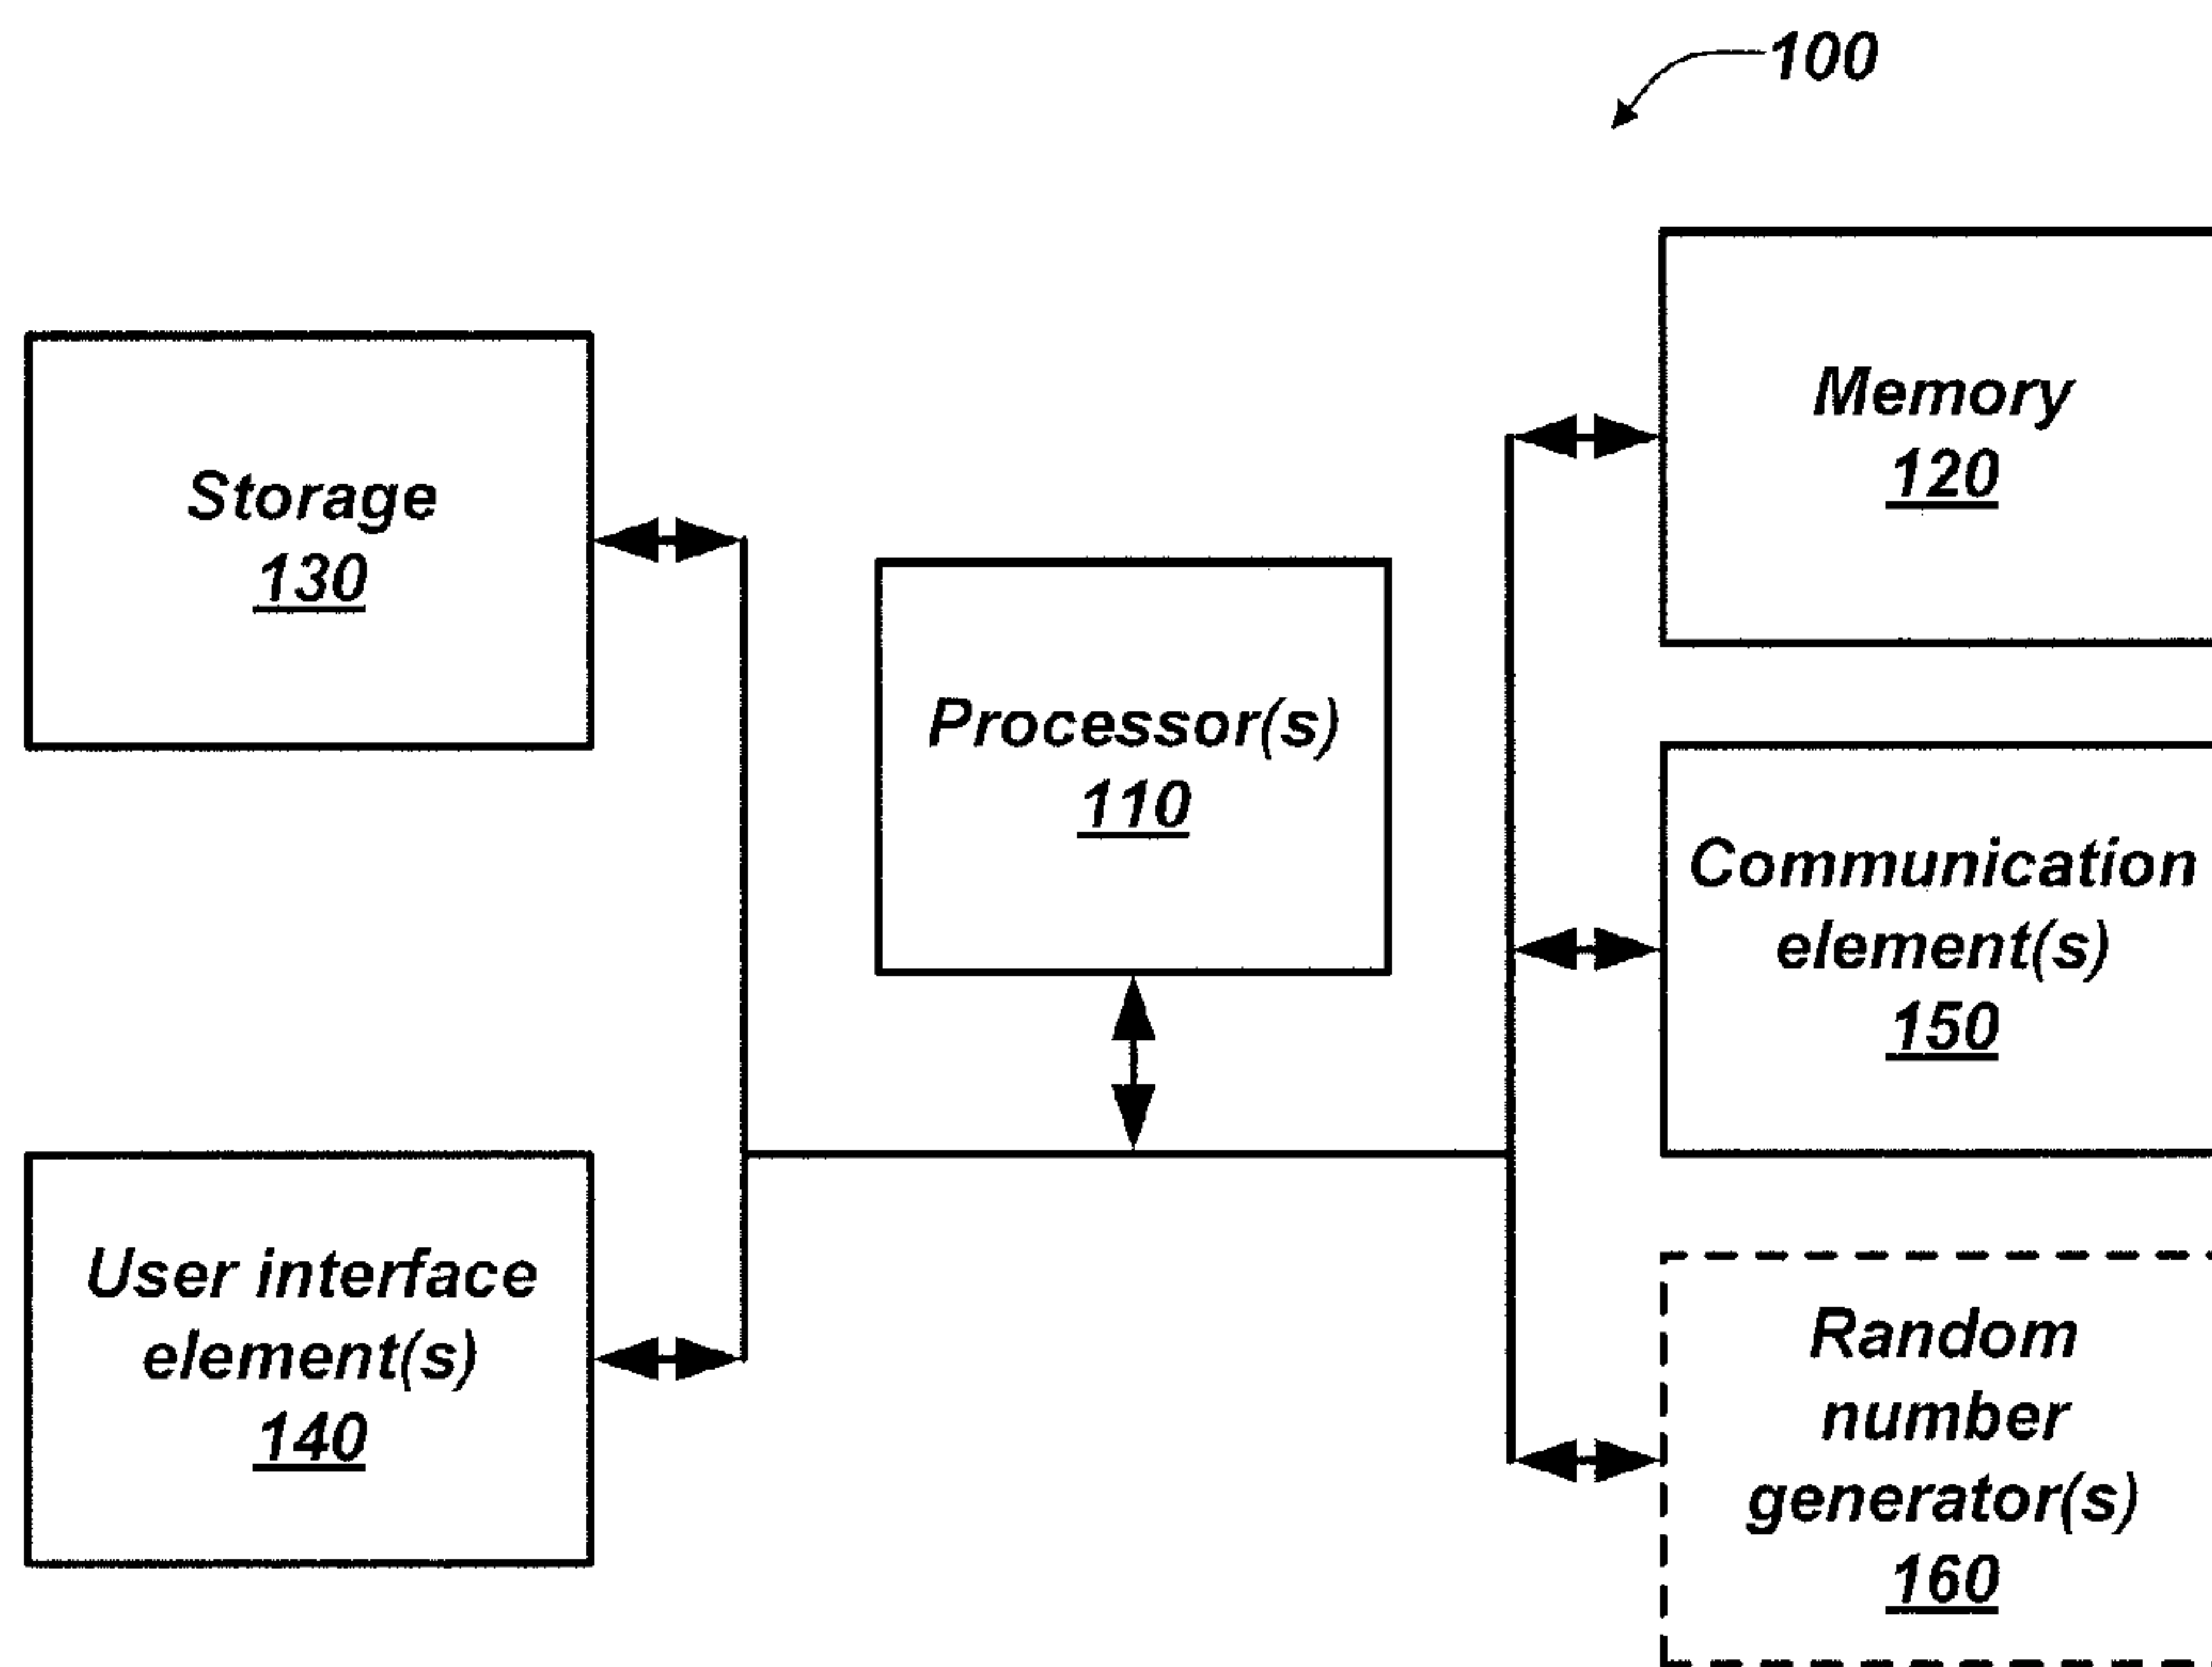 100
Memory
120
Storage
130
Processor(s)
110
Communication
element(s)
150
User interface
element(s)
140
Random
number
generator(s)
160